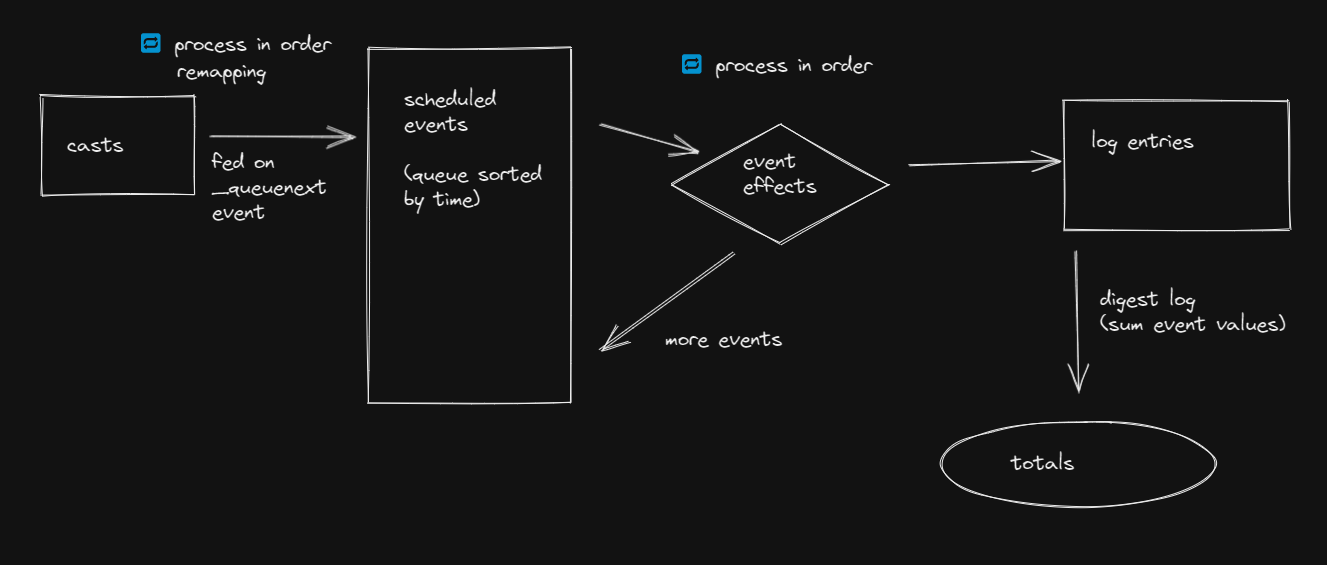 process in order
remapping
casts
fed on
_queuenext
event
scheduled
events
(queue sorted
by time)
process in order
event
effects
more events
log entries
digest log
(sum event values)
totals